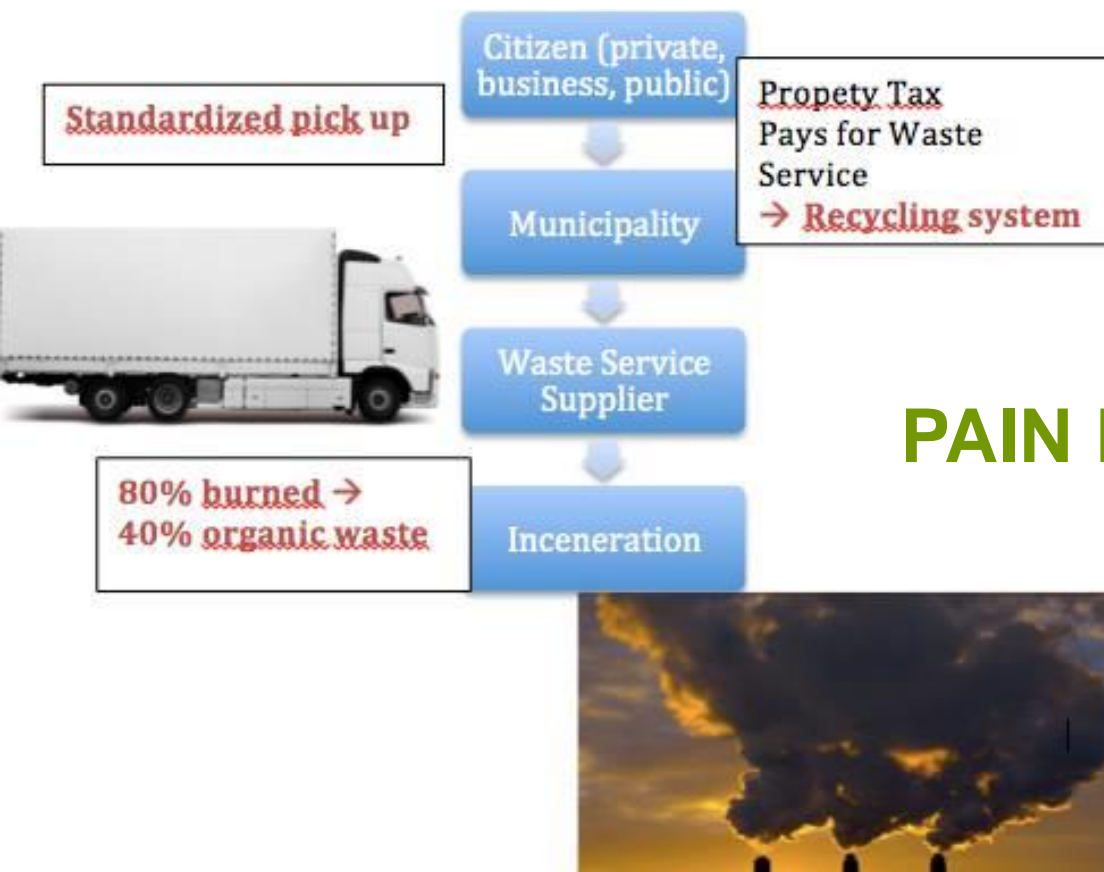 Citizen (private,
business, public)
Standardized pick up
Propety Tax
Pays for Waste
Service
→ Recycling system
Municipality
Waste Service
Supplier
PAIN
80% burned →
40% organic waste
Inceneration